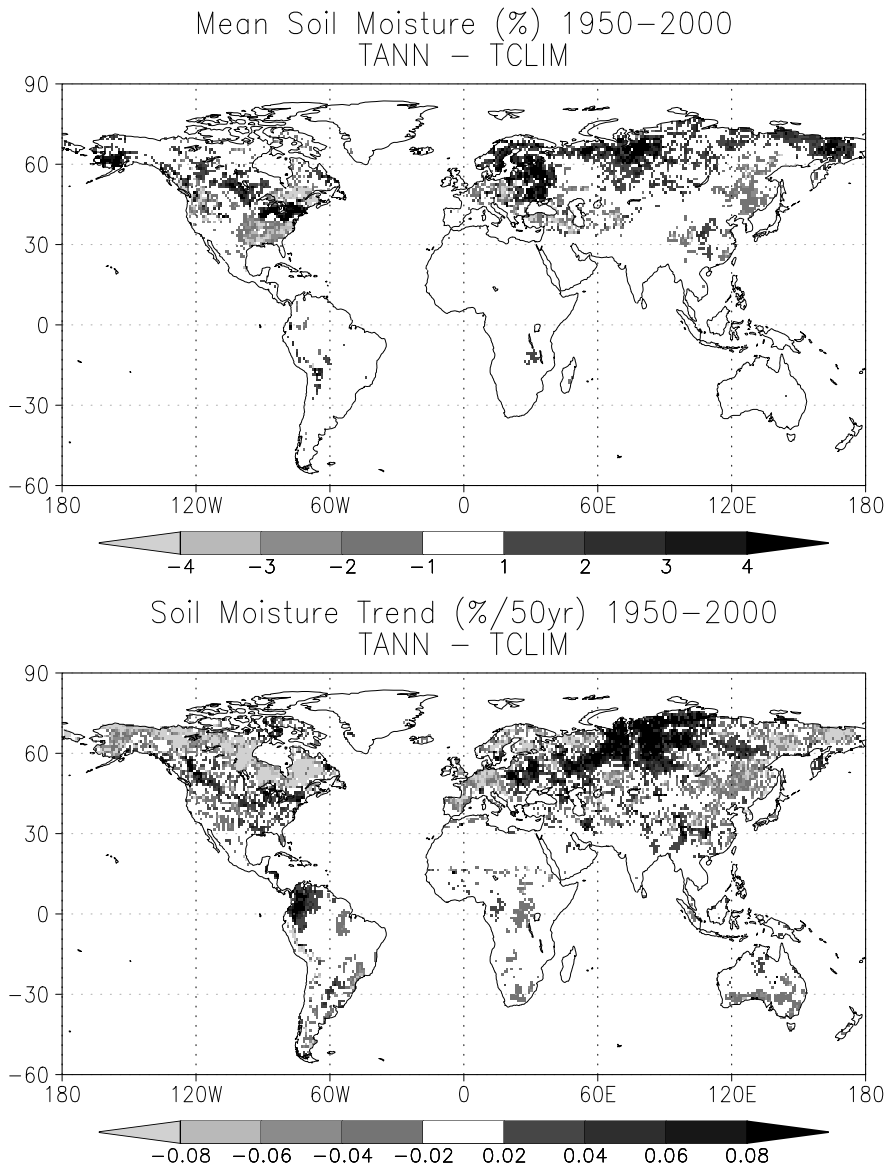 Mean Soil Moisture (%) 1950−2000
TANN − TCLIM
90
60
30
0
−30
−60
180 120W 60W 0 60E 120E 180
−4 −3 −2 −1 1 2 3 4
Soil Moisture Trend (%/50yr) 1950−2000
TANN − TCLIM
90
60
30
0
−30
−60
180 120W 60W 0 60E 120E 180
−0.08 −0.06 −0.04 −0.02 0.02 0.04 0.06 0.08